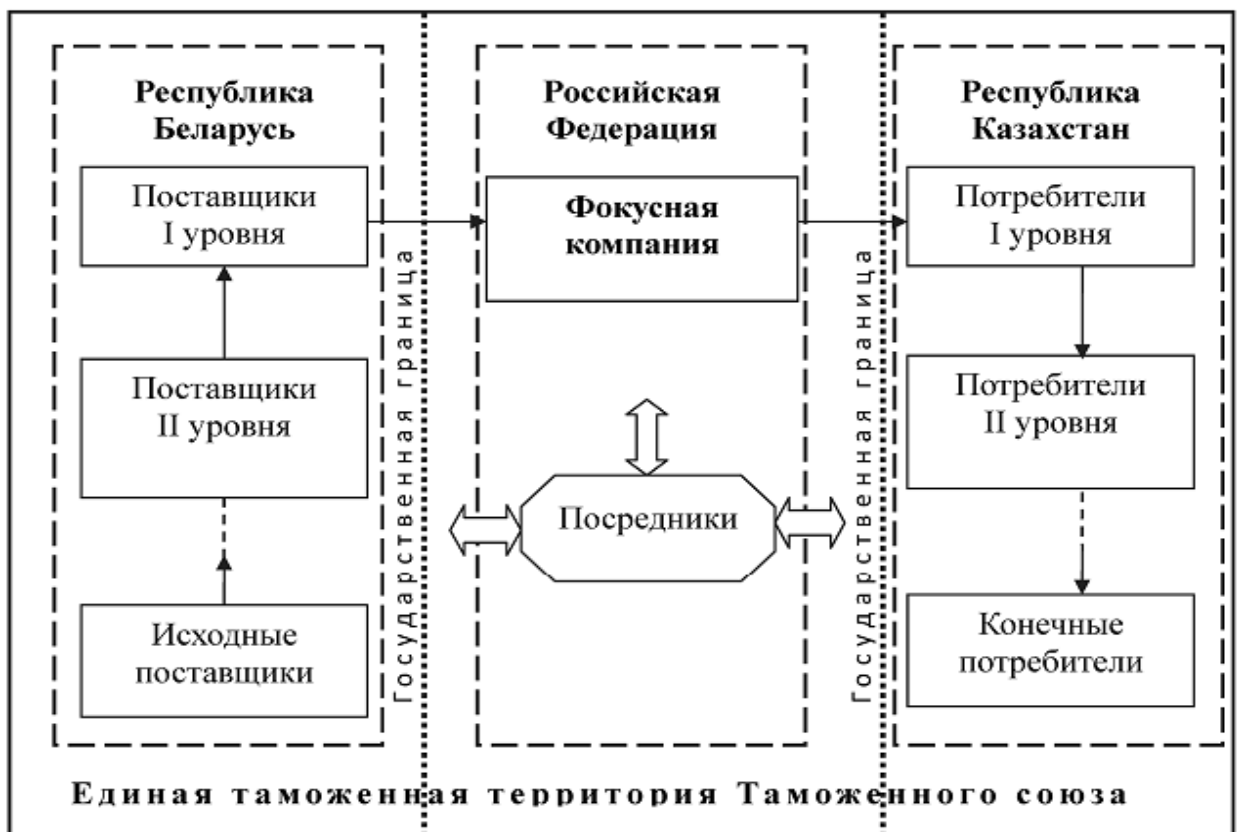 Республика
Беларусь
Поставщики
I уровня
Поставщики
II уровня
Исходные
поставщики
Государственная граница
Российская
Федерация
Фокусная
компания
Посредники
Государственная граница
Республика
Казахстан
Потребители
I уровня
Потребители
II уровня
Конечные
потребители
Единая таможенная территория Таможенного союза